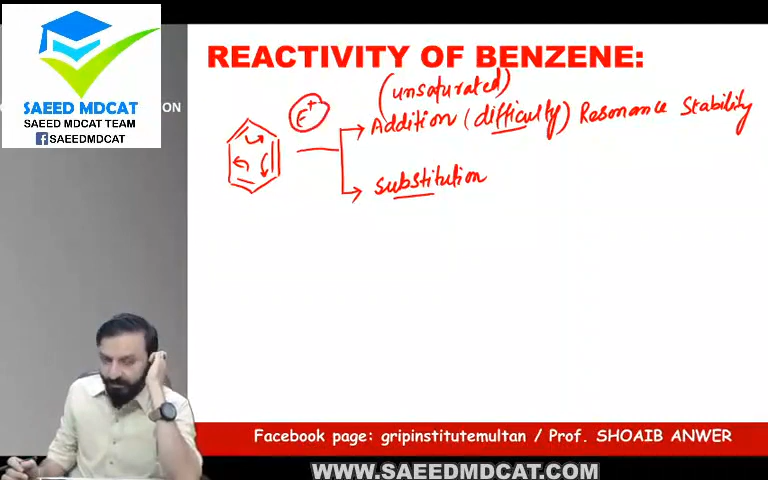 SAEED MDCAT
SAEED MDCAT TEAM
SAEEDMDCAT
ON
REACTIVITY OF BENZENE:
(unsaturated)
E+
Addition (difficulty) Resonance Stability
substitution
Facebook page: gripinstitutemultan / Prof. SHOAIB ANWER
WWW.SAEEDMDCAT.COM